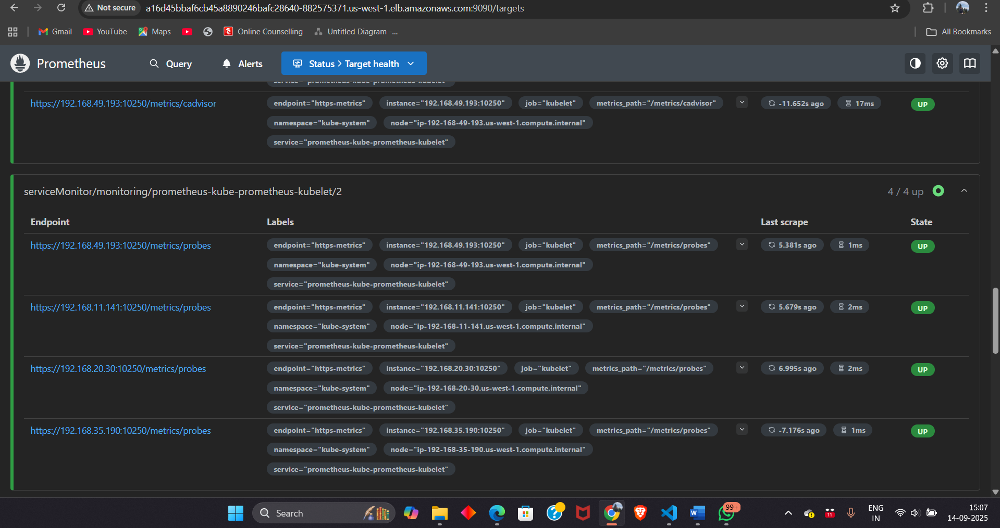 Not secure a16d45bbaf6cb45a8890246bafc28640-882575371.us-west-1.elb.amazonaws.com:9090/targets
Gmail YouTube Maps Online Counselling Untitled Diagram -... All Bookmarks
Prometheus Query Alerts Status > Target health
service="prometheus-kube-prometheus-kubelet"
https://192.168.49.193:10250/metrics/cadvisor endpoint="https-metrics" instance="192.168.49.193:10250" job="kubelet" metrics_path="/metrics/cadvisor" -11.652s ago 17ms UP
namespace="kube-system" node="ip-192-168-49-193.us-west-1.compute.internal"
service="prometheus-kube-prometheus-kubelet"
serviceMonitor/monitoring/prometheus-kube-prometheus-kubelet/2 4 / 4 up
Endpoint Labels Last scrape State
https://192.168.49.193:10250/metrics/probes endpoint="https-metrics" instance="192.168.49.193:10250" job="kubelet" metrics_path="/metrics/probes" 5.381s ago 1ms UP
namespace="kube-system" node="ip-192-168-49-193.us-west-1.compute.internal"
service="prometheus-kube-prometheus-kubelet"
https://192.168.11.141:10250/metrics/probes endpoint="https-metrics" instance="192.168.11.141:10250" job="kubelet" metrics_path="/metrics/probes" 5.679s ago 2ms UP
namespace="kube-system" node="ip-192-168-11-141.us-west-1.compute.internal"
service="prometheus-kube-prometheus-kubelet"
https://192.168.20.30:10250/metrics/probes endpoint="https-metrics" instance="192.168.20.30:10250" job="kubelet" metrics_path="/metrics/probes" 6.995s ago 2ms UP
namespace="kube-system" node="ip-192-168-20-30.us-west-1.compute.internal"
service="prometheus-kube-prometheus-kubelet"
https://192.168.35.190:10250/metrics/probes endpoint="https-metrics" instance="192.168.35.190:10250" job="kubelet" metrics_path="/metrics/probes" -7.176s ago 1ms UP
namespace="kube-system" node="ip-192-168-35-190.us-west-1.compute.internal"
service="prometheus-kube-prometheus-kubelet"
Search 99+ 11 ENG 15:07
IN 14-09-2025